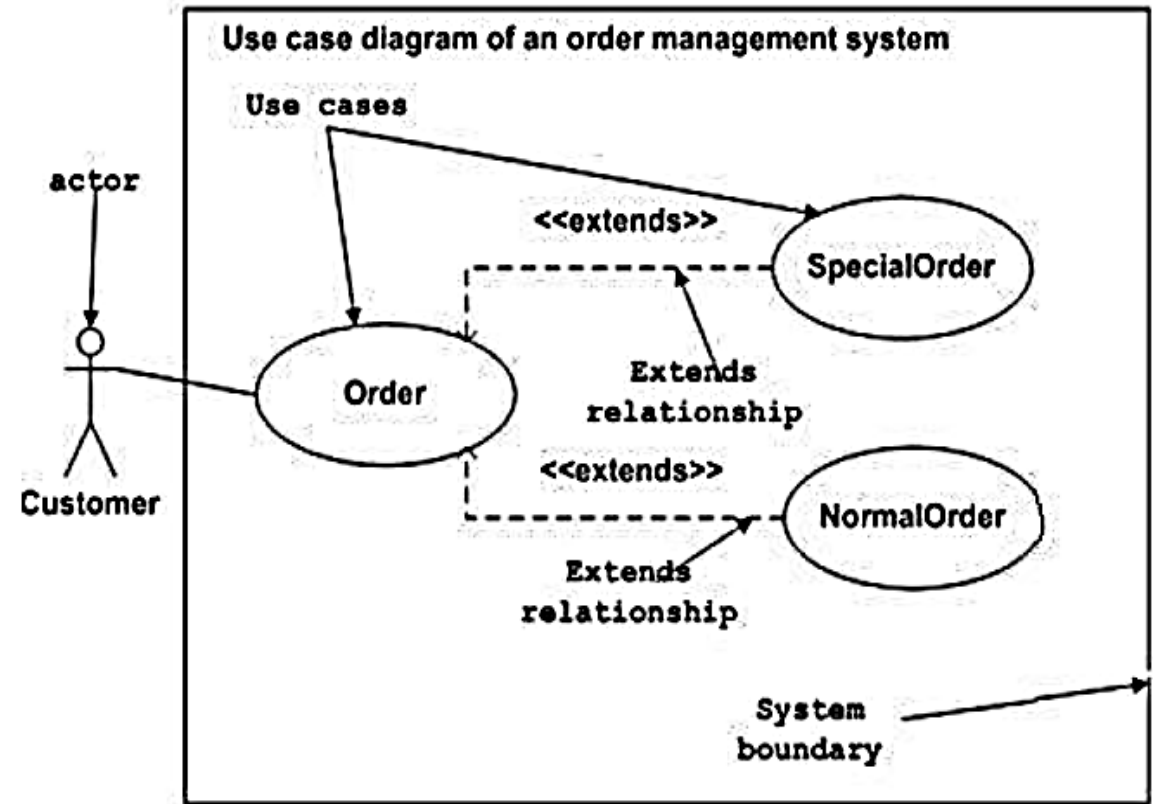 Use case diagram of an order management system
Use cases
actor
<<extends>>
SpecialOrder
Extends
relationship
Order
<<extends>>
Customer
NormalOrder
Extends
relationship
System
boundary